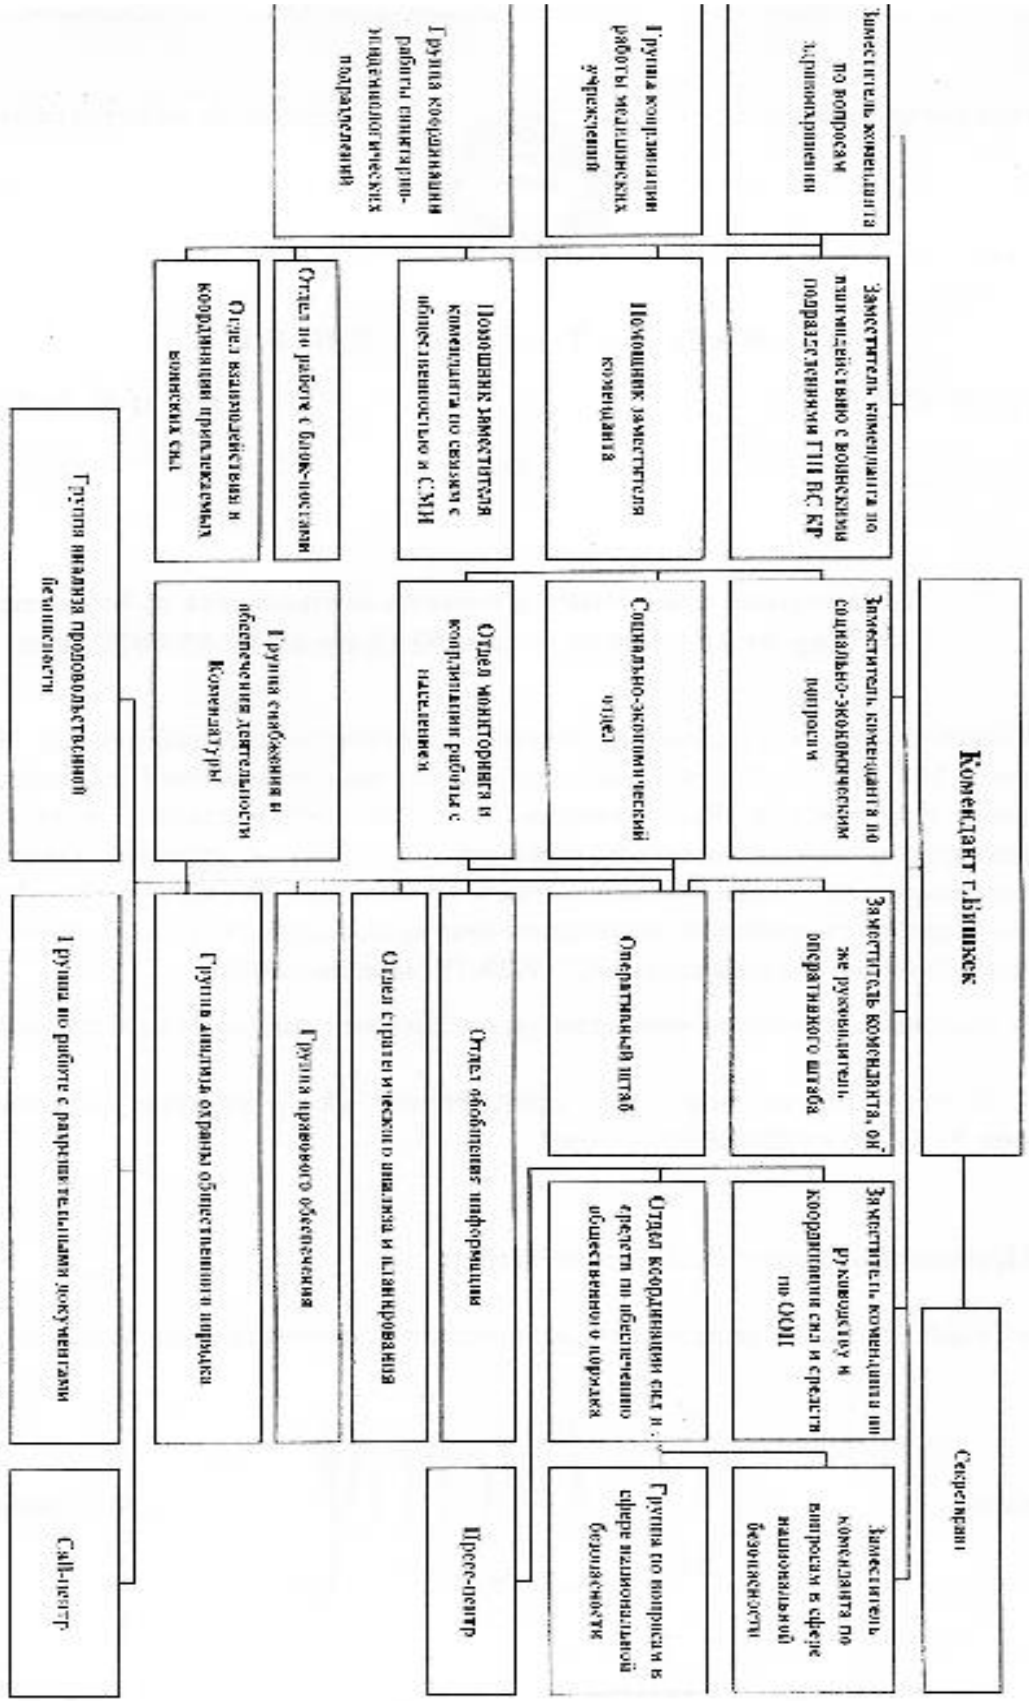 Комендант г.Бишкек
Секретариат
Заместитель коменданта
по вопросам
здравоохранения
Заместитель коменданта по
взаимодействию с воинскими
подразделениями ГШ ВС КР
Заместитель коменданта по
социально-экономическим
вопросам
Заместитель коменданта, он
же руководитель
оперативного штаба
Заместитель коменданта по
руководству и
координации сил и средств
по ООП
Заместитель
коменданта по
вопросам в сфере
национальной
безопасности
Группа координации
работы медицинских
учреждений
Помощник заместителя
коменданта
Социально-экономический
отдел
Оперативный штаб
Отдел координации сил и
средств по обеспечению
общественного порядка
Группа по вопросам в
сфере национальной
безопасности
Группа координации
работы санитарно-
эпидемиологических
подразделений
Помощник заместителя
коменданта по связям с
общественностью и СМИ
Отдел мониторинга и
координации работы с
населением
Отдел обобщения информации
Пресс-центр
Отдел стратегического анализа и планирования
Отдел по работе с блок-постами
Группа правового обеспечения
Отдел взаимодействия и
координации привлекаемых
воинских сил
Группа снабжения и
обеспечения деятельности
Комендатуры
Группа анализа охраны общественного порядка
Группа анализа продовольственной
безопасности
Группа по работе с разрешительными документами
Call-центр